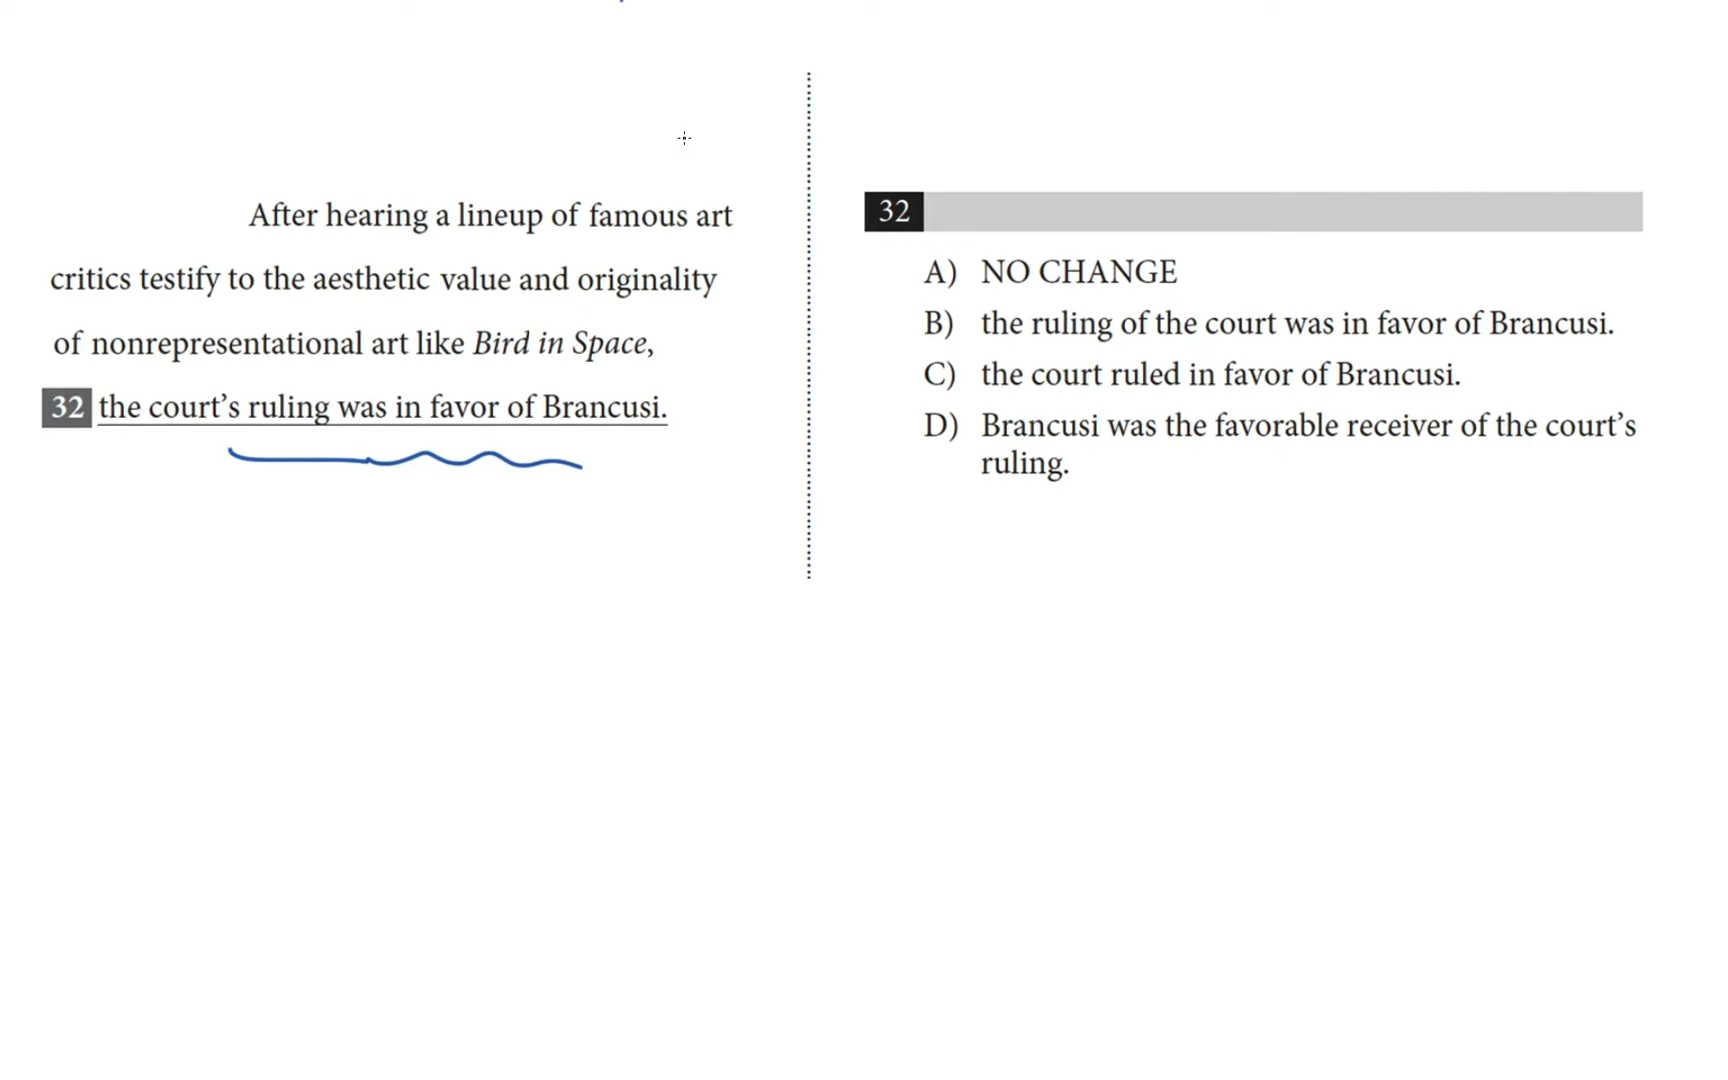 After hearing a lineup of famous art
critics testify to the aesthetic value and originality
of nonrepresentational art like Bird in Space,
32 the court’s ruling was in favor of Brancusi.
32
A) NO CHANGE
B) the ruling of the court was in favor of Brancusi.
C) the court ruled in favor of Brancusi.
D) Brancusi was the favorable receiver of the court’s
ruling.